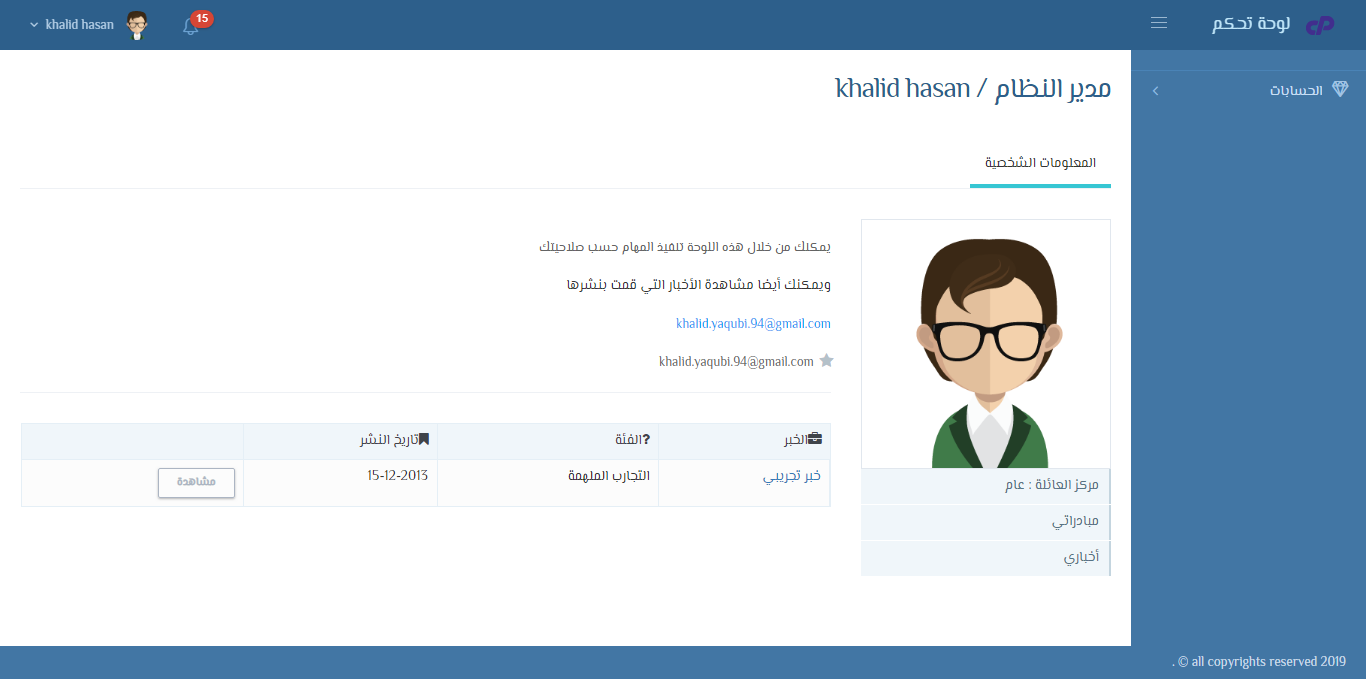 لوحة تحكم
15
khalid hasan
الحسابات
مدير النظام / khalid hasan
المعلومات الشخصية
يمكنك من خلال هذه اللوحة تنفيذ المهام حسب صلاحيتك
ويمكنك أيضا مشاهدة الأخبار التي قمت بنشرها
khalid.yaqubi.94@gmail.com
khalid.yaqubi.94@gmail.com
الخبر ?الفئة تاريخ النشر
خبر تجريبي التجارب الملهمة 15-12-2013 مشاهدة
مركز العائلة : عام
مبادراتي
أخباري
. © all copyrights reserved 2019